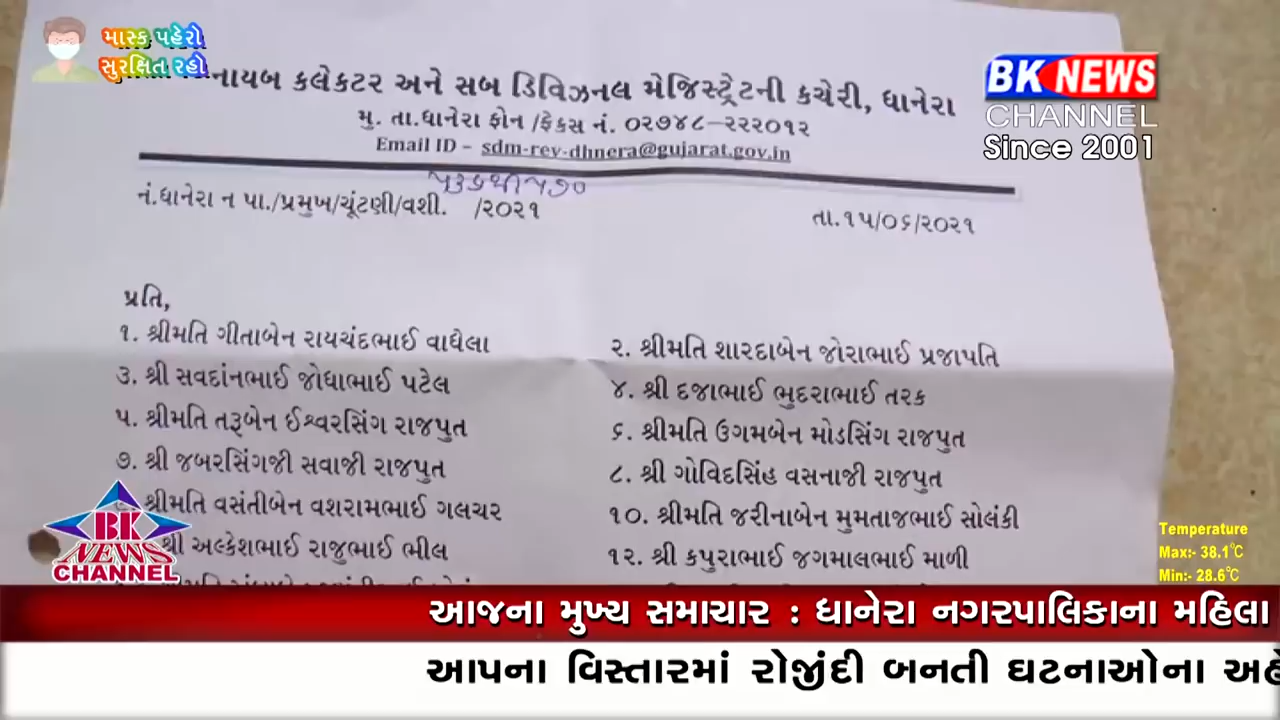 માસ્ક પહેરો
સુરક્ષિત રહો
નાયબ કલેકટર અને સબ ડિવિઝનલ મેજિસ્ટ્રેટની કચેરી, ધાનેરા
મુ. તા.ધાનેરા ફોન /ફેકસ નં. ૦૨૭૪૮-૨૨૨૦૧૨
Email ID – sdm-rev-dhnera@gujarat.gov.in
BK NEWS
CHANNEL
Since 2001
નં.ધાનેરા ન પા./પ્રમુખ/ચૂંટણી/વશી. /૨૦૨૧
તા.૧૫/૦૬/૨૦૨૧
પ્રતિ,
૧. શ્રીમતિ ગીતાબેન રાયચંદભાઈ વાઘેલા
૨. શ્રીમતિ શારદાબેન જોરાભાઈ પ્રજાપતિ
૩. શ્રી સવદાંનભાઈ જોધાભાઈ પટેલ
૪. શ્રી દજાભાઈ ભુદરાભાઈ તરક
૫. શ્રીમતિ તરૂબેન ઈશ્વરસિંગ રાજપુત
૬. શ્રીમતિ ઉગમબેન મોડસિંગ રાજપુત
૭. શ્રી જબરસિંગજી સવાજી રાજપુત
૮. શ્રી ગોવિદસિંહ વસનાજી રાજપુત
શ્રીમતિ વસંતીબેન વશરામભાઈ ગલચર
૧૦. શ્રીમતિ જરીનાબેન મુમતાજભાઈ સોલંકી
શ્રી અલ્કેશભાઈ રાજુભાઈ ભીલ
૧૨. શ્રી કપુરાભાઈ જગમાલભાઈ માળી
BK
NEWS
CHANNEL
Temperature
Max:- 38.1°C
Min:- 28.6°C
આજના મુખ્ય સમાચાર : ધાનેરા નગરપાલિકાના મહિલા
આપના વિસ્તારમાં રોજીંદી બનતી ઘટનાઓના